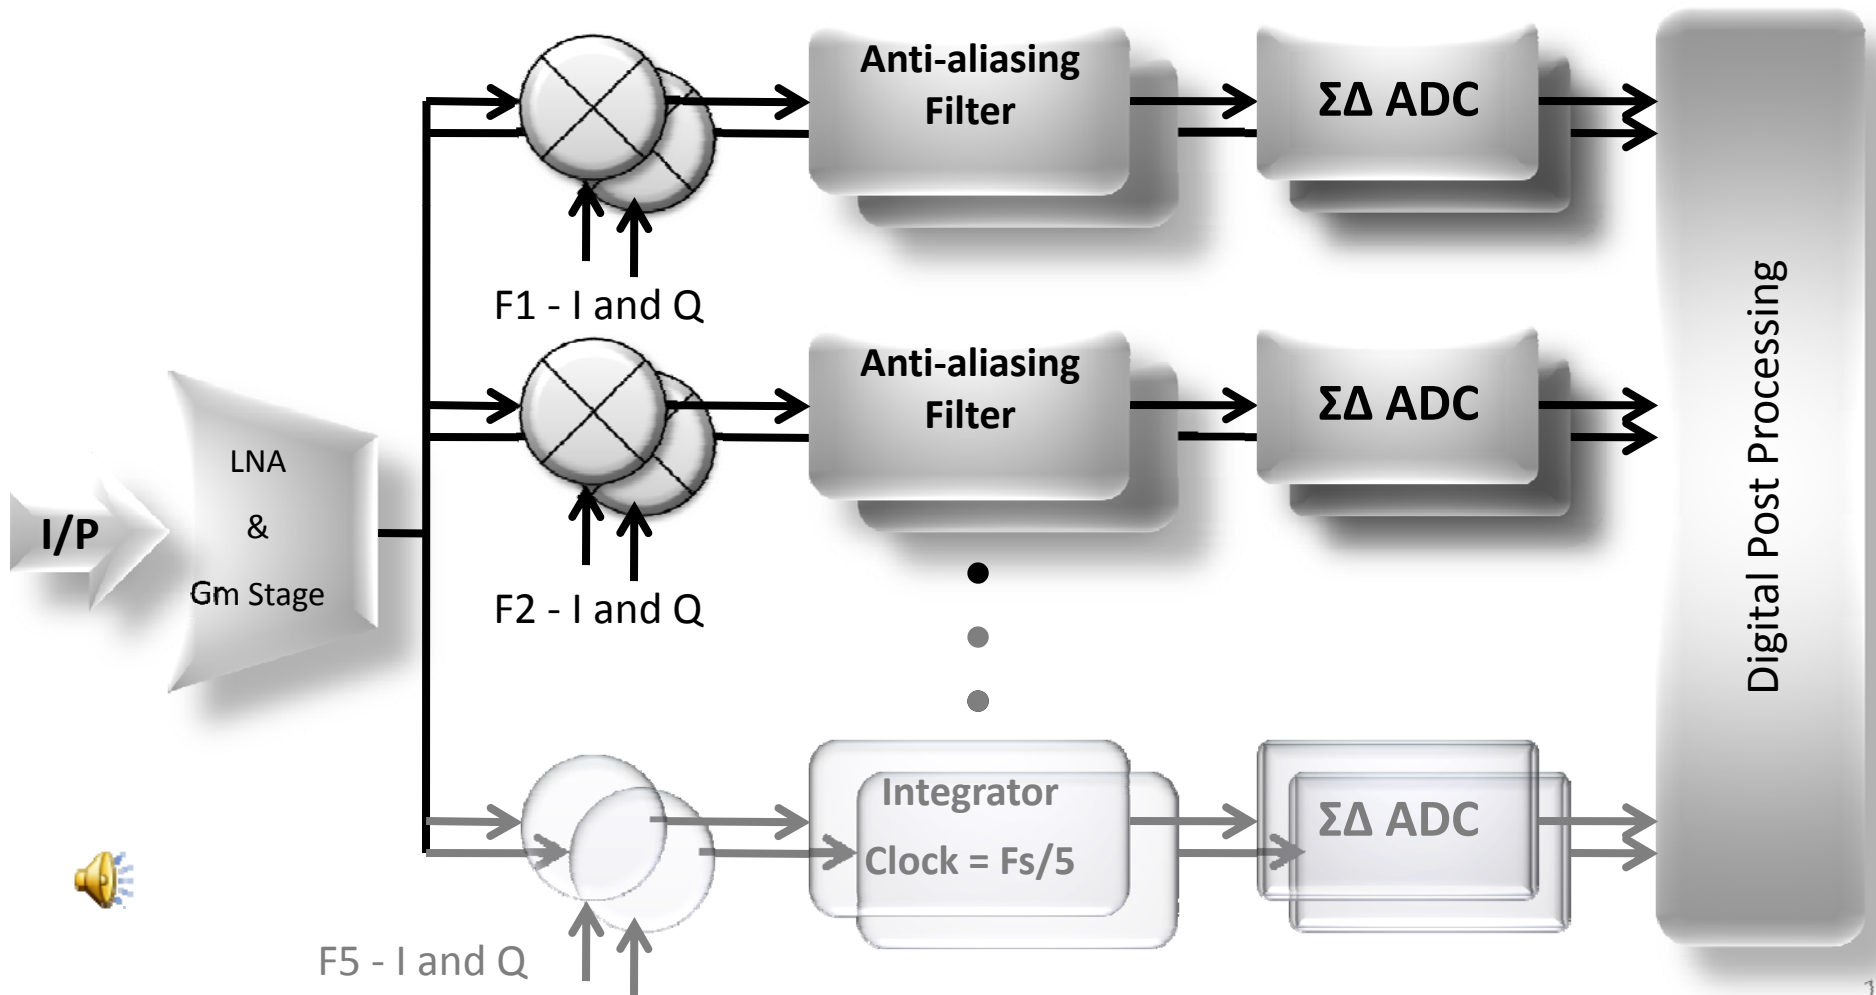 Anti-aliasing
Filter
ΣΔ ADC
F1 - I and Q
Anti-aliasing
Filter
ΣΔ ADC
LNA
&
Gm Stage
I/P
F2 - I and Q
Digital Post Processing
Integrator
Clock = Fs/5
ΣΔ ADC
F5 - I and Q